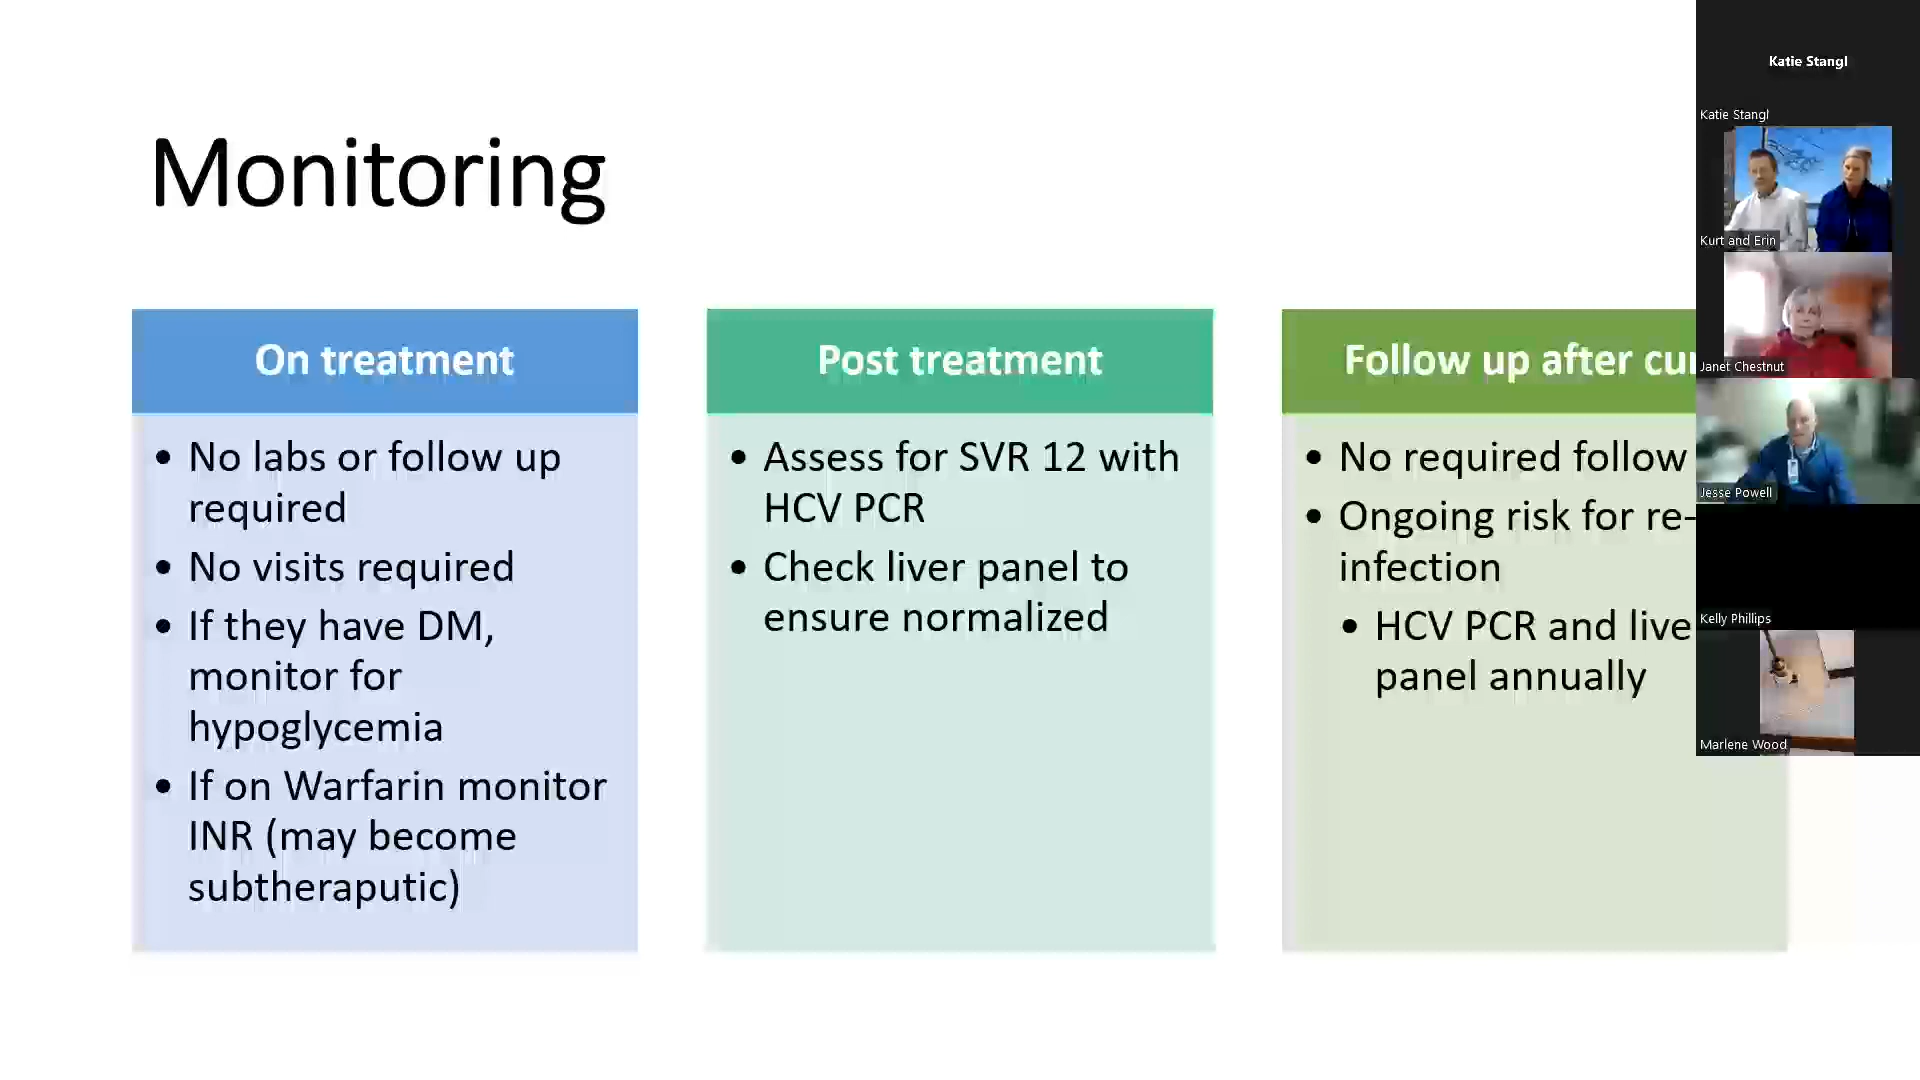 Monitoring
On treatment
• No labs or follow up
required
• No visits required
• If they have DM,
monitor for
hypoglycemia
• If on Warfarin monitor
INR (may become
subtheraputic)
Post treatment
• Assess for SVR 12 with
HCV PCR
• Check liver panel to
ensure normalized
Follow up after
• No required follow
• Ongoing risk for re-
infection
• HCV PCR and
panel annually
Katie Stangl
Katie Stangl
Kurt and Erin
Janet Chestnut
Jesse Powell
Kelly Phillips
Marlene Wood